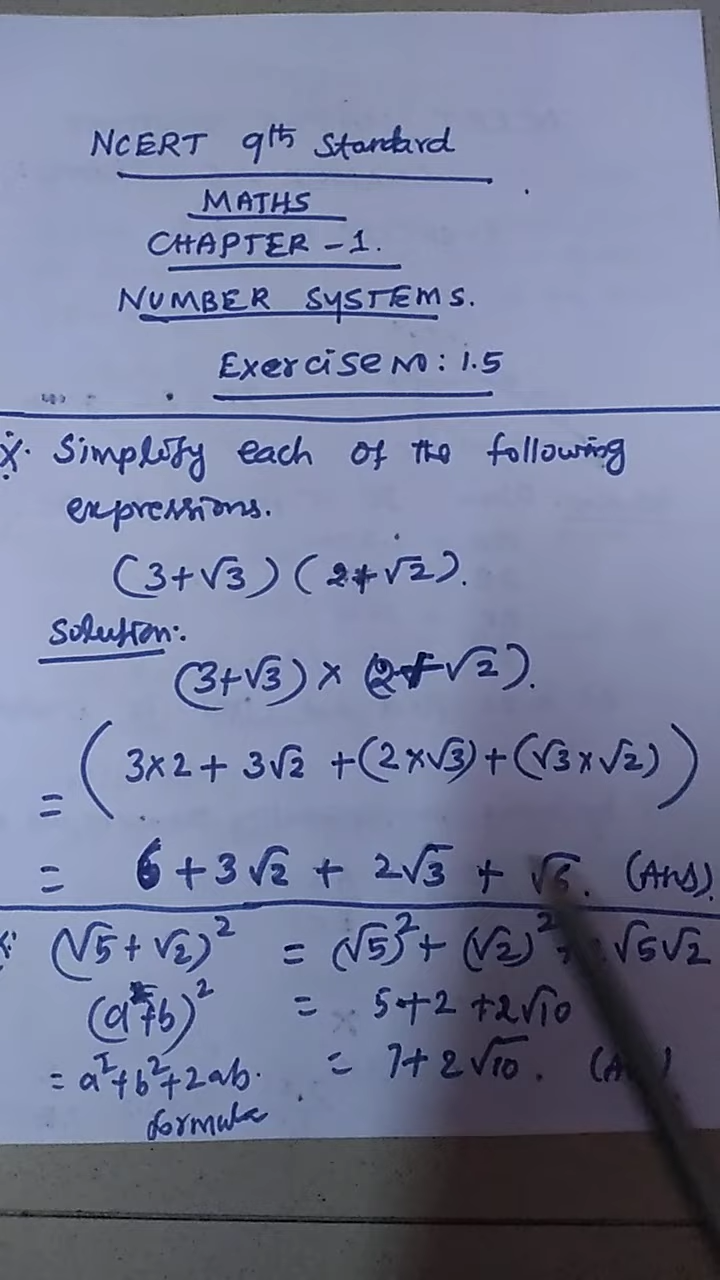 NCERT 9th Standard
MATHS
CHAPTER - 1.
NUMBER SYSTEMS.
Exercise No: 1.5
Simplify each of the following
expressions.
(3+√3) (2+√2).
Solution:
(3+√3) × (2+√2).
= (3×2 + 3√2 + (2×√3) + (√3×√2))
= 6 + 3√2 + 2√3 + √6. (Ans).
(√5+√2)² = (√5)² + (√2)² + √5√2
(a+b)² = 5+2+2√10
= a²+b²+2ab. = 7+2√10.
formula